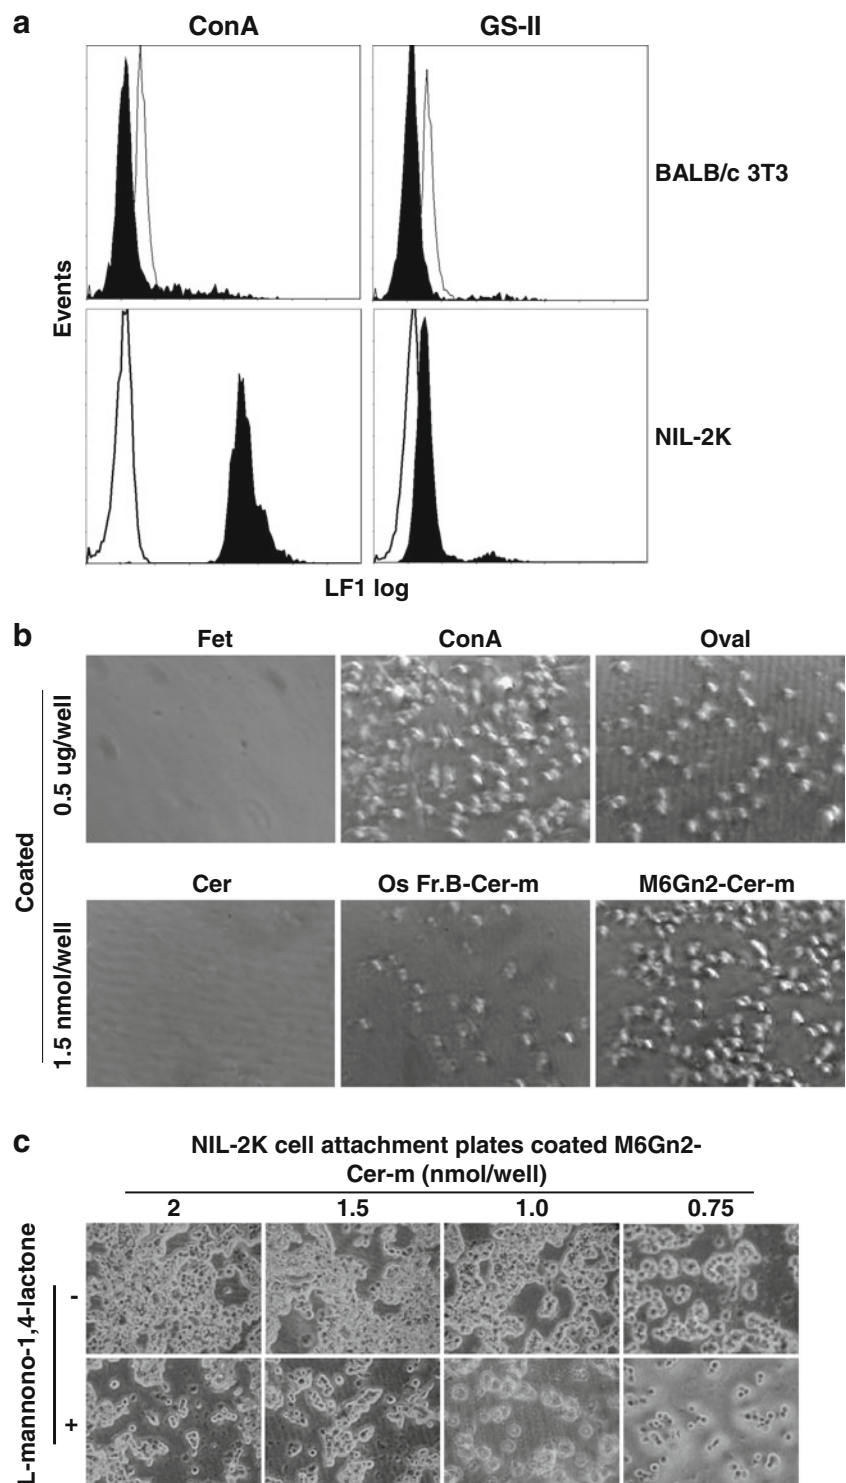 a
ConA GS-II
BALB/c 3T3
Events
NIL-2K
LF1 log
b
Fet ConA Oval
0.5 ug/well
Coated
Cer Os Fr.B-Cer-m M6Gn2-Cer-m
1.5 nmol/well
c
NIL-2K cell attachment plates coated M6Gn2-
Cer-m (nmol/well)
2 1.5 1.0 0.75
L-mannono-1,4-lactone
-
+